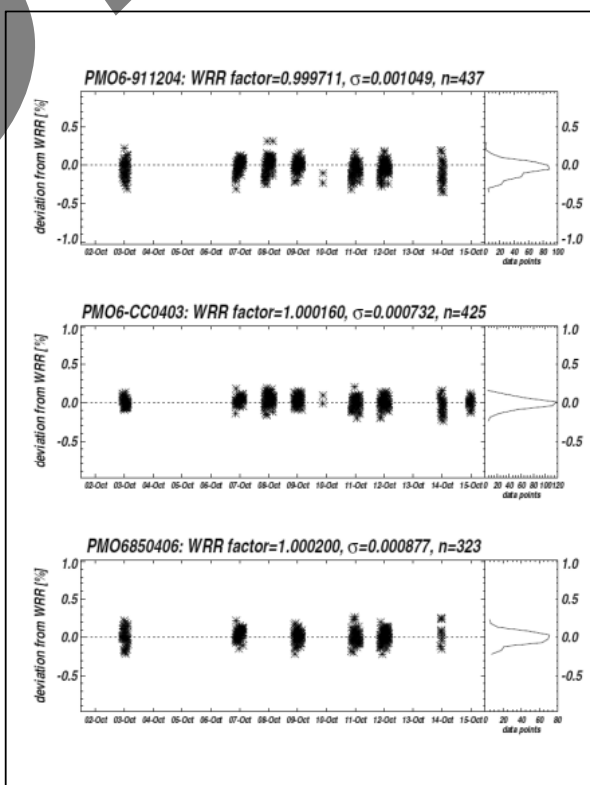 PMO6-911204: WRR factor=0.999711, σ=0.001049, n=437
deviation from WRR [%]
0.5
0.0
-0.5
-1.0
0.5
0.0
-0.5
-1.0
02-Oct 03-Oct 04-Oct 05-Oct 06-Oct 07-Oct 08-Oct 09-Oct 10-Oct 11-Oct 12-Oct 13-Oct 14-Oct 15-Oct 0 20 40 60 80 100
data points
PMO6-CC0403: WRR factor=1.000160, σ=0.000732, n=425
deviation from WRR [%]
1.0
0.5
0.0
-0.5
1.0
0.5
0.0
-0.5
02-Oct 03-Oct 04-Oct 05-Oct 06-Oct 07-Oct 08-Oct 09-Oct 10-Oct 11-Oct 12-Oct 13-Oct 14-Oct 15-Oct 0 20 40 60 80 100 120
data points
PMO6850406: WRR factor=1.000200, σ=0.000877, n=323
deviation from WRR [%]
1.0
0.5
0.0
-0.5
1.0
0.5
0.0
-0.5
02-Oct 03-Oct 04-Oct 05-Oct 06-Oct 07-Oct 08-Oct 09-Oct 10-Oct 11-Oct 12-Oct 13-Oct 14-Oct 15-Oct 0 20 40 60 80
data points